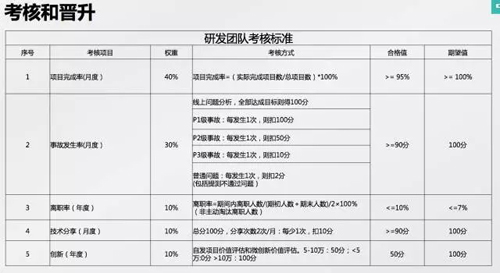 考核和晋升
研发团队考核标准
序号 考核项目 权重 考核方式 合格值 期望值
1 项目完成率(月度) 40% 项目完成率=（实际完成项目数/总项目数）*100% >= 95% >= 100%
2 事故发生率(月度) 30% 线上问题分析，全部达成目标则得100分 >=90分 100分
P1级事故：每发生1次，则扣100分
P2级事故：每发生1次，则扣50分
P3级事故：每发生1次，则扣10分
普通问题：每发生1次，则扣2分
(包括提测不通过问题)
3 离职率（年度） 10% 离职率=期间内离职人数/(期初人数+期末人数)/2×100%
（非主动淘汰离职人数） <=10% <=7%
4 技术分享（月度） 10% 总分100分，分享次数2次/月：每少1次，扣10分 >=90分 100分
5 创新（年度） 10% 自发项目价值评估和微创新价值评估。5-10万：50分；<5
万:0分 >10万：100分 50分 100分